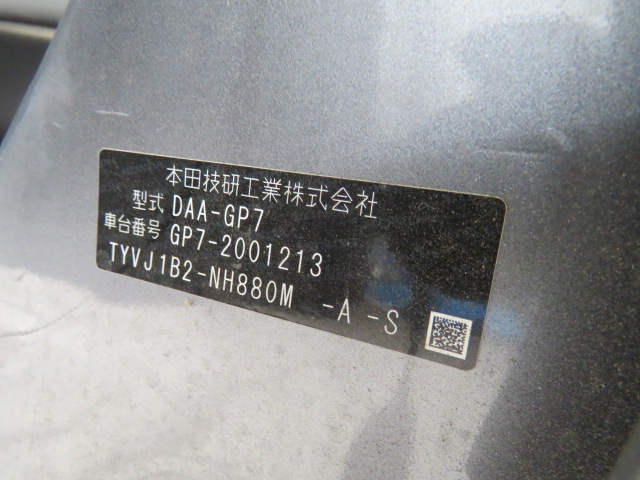 本田技研工業株式会社
型式 DAA-GP7
車台番号 GP7-2001213
TYVJ1B2-NH880M -A -S